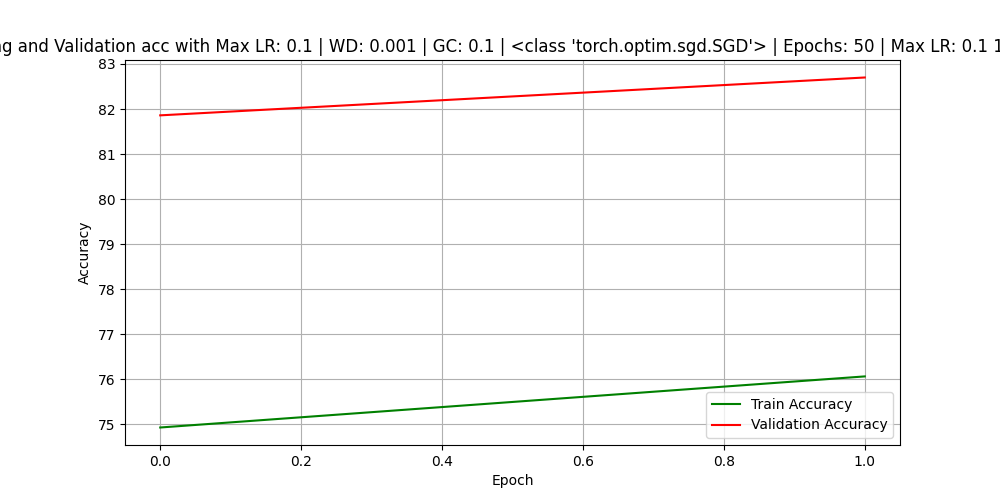 and Validation acc with Max LR: 0.1 | WD: 0.001 | GC: 0.1 | <class 'torch.optim.sgd.SGD'> | Epochs: 50 | Max LR: 0.1
83
82
81
80
79
78
77
76
75
Accuracy
Train Accuracy
Validation Accuracy
0.0 0.2 0.4 0.6 0.8 1.0
Epoch